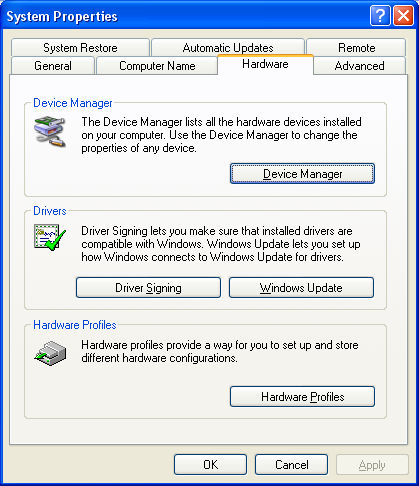 System Properties
System Restore
Automatic Updates
Remote
General
Computer Name
Hardware
Advanced
Device Manager
The Device Manager lists all the hardware devices installed
on your computer. Use the Device Manager to change the
properties of any device.
Device Manager
Drivers
Driver Signing lets you make sure that installed drivers are
compatible with Windows. Windows Update lets you set up
how Windows connects to Windows Update for drivers.
Driver Signing
Windows Update
Hardware Profiles
Hardware profiles provide a way for you to set up and store
different hardware configurations.
Hardware Profiles
OK
Cancel
Apply